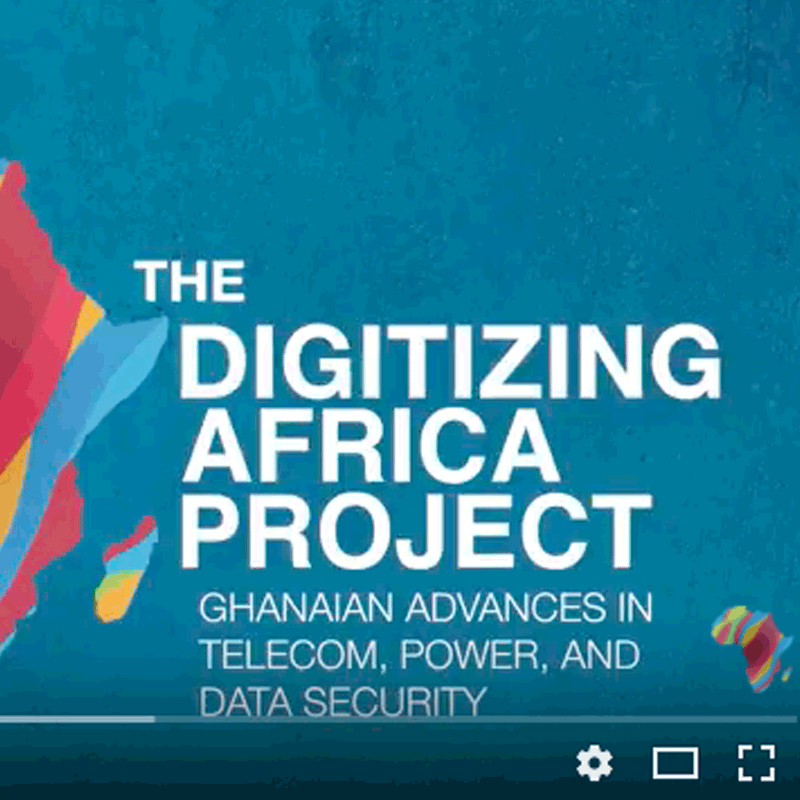 THE
DIGITIZING
AFRICA
PROJECT
GHANAIAN ADVANCES IN
TELECOM, POWER, AND
DATA SECURITY